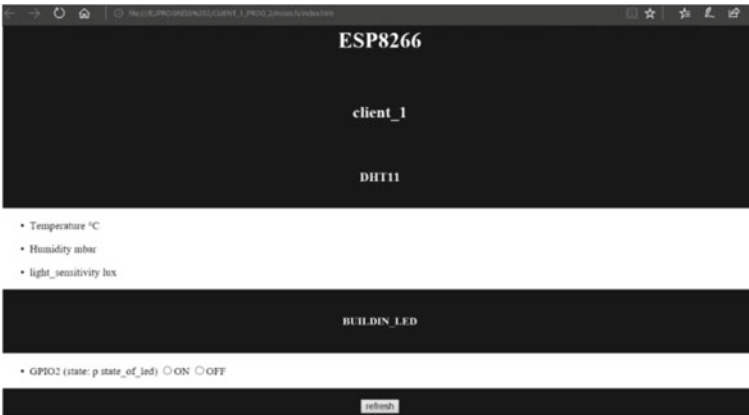 ESP8266
client_1
DHT11
• Temperature °C
• Humidity mbar
• light_sensitivity lux
BUILDIN_LED
• GPIO2 (state: p state_of_led) ON OFF
refresh